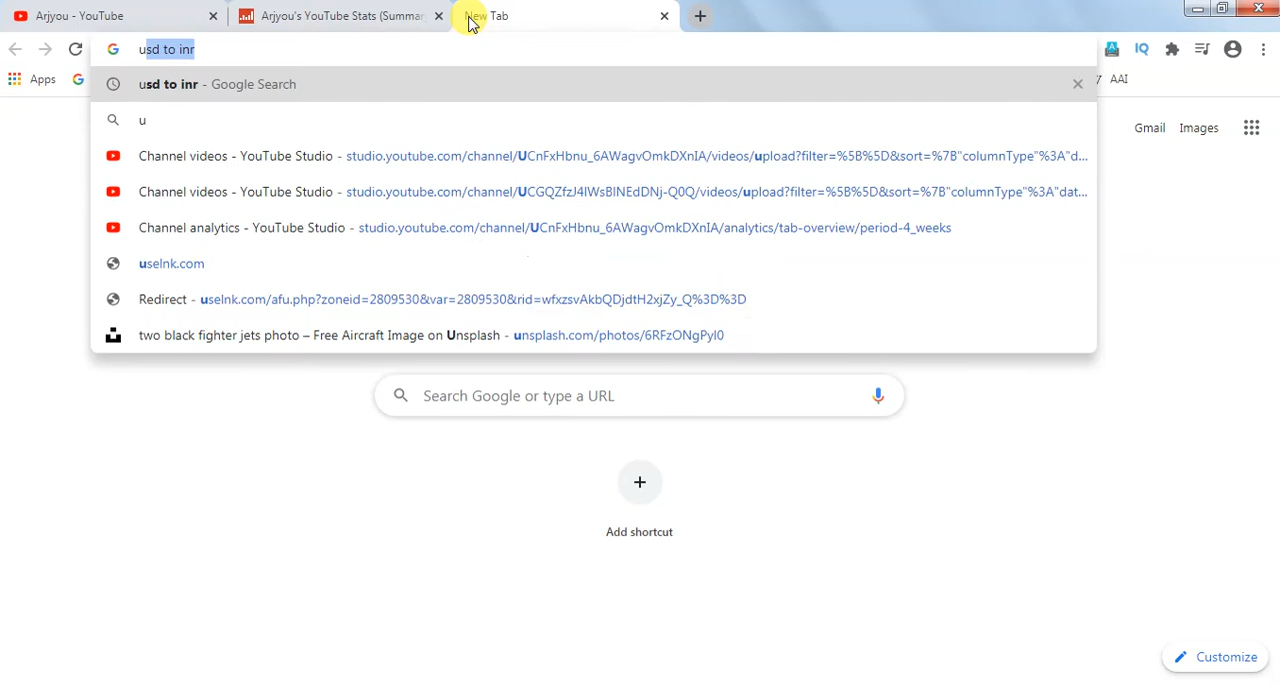 Arjyou - YouTube
Arjyou's YouTube Stats (Summar
New Tab
usd to inr
Apps
AAI
usd to inr - Google Search
u
Gmail
Images
Channel videos - YouTube Studio - studio.youtube.com/channel/UCnFxHbnu_6AWagvOmkDXnIA/videos/upload?filter=%5B%5D&sort=%7B"columnType"%3A"d...
Channel videos - YouTube Studio - studio.youtube.com/channel/UCGQZfzJ4lWsBlNEdDNj-Q0Q/videos/upload?filter=%5B%5D&sort=%7B"columnType"%3A"dat...
Channel analytics - YouTube Studio - studio.youtube.com/channel/UCnFxHbnu_6AWagvOmkDXnIA/analytics/tab-overview/period-4_weeks
uselnk.com
Redirect - uselnk.com/afu.php?zoneid=2809530&var=2809530&rid=wfxzsvAkbQDjdtH2xjZy_Q%3D%3D
two black fighter jets photo – Free Aircraft Image on Unsplash - unsplash.com/photos/6RFzONgPyl0
Search Google or type a URL
Add shortcut
Customize